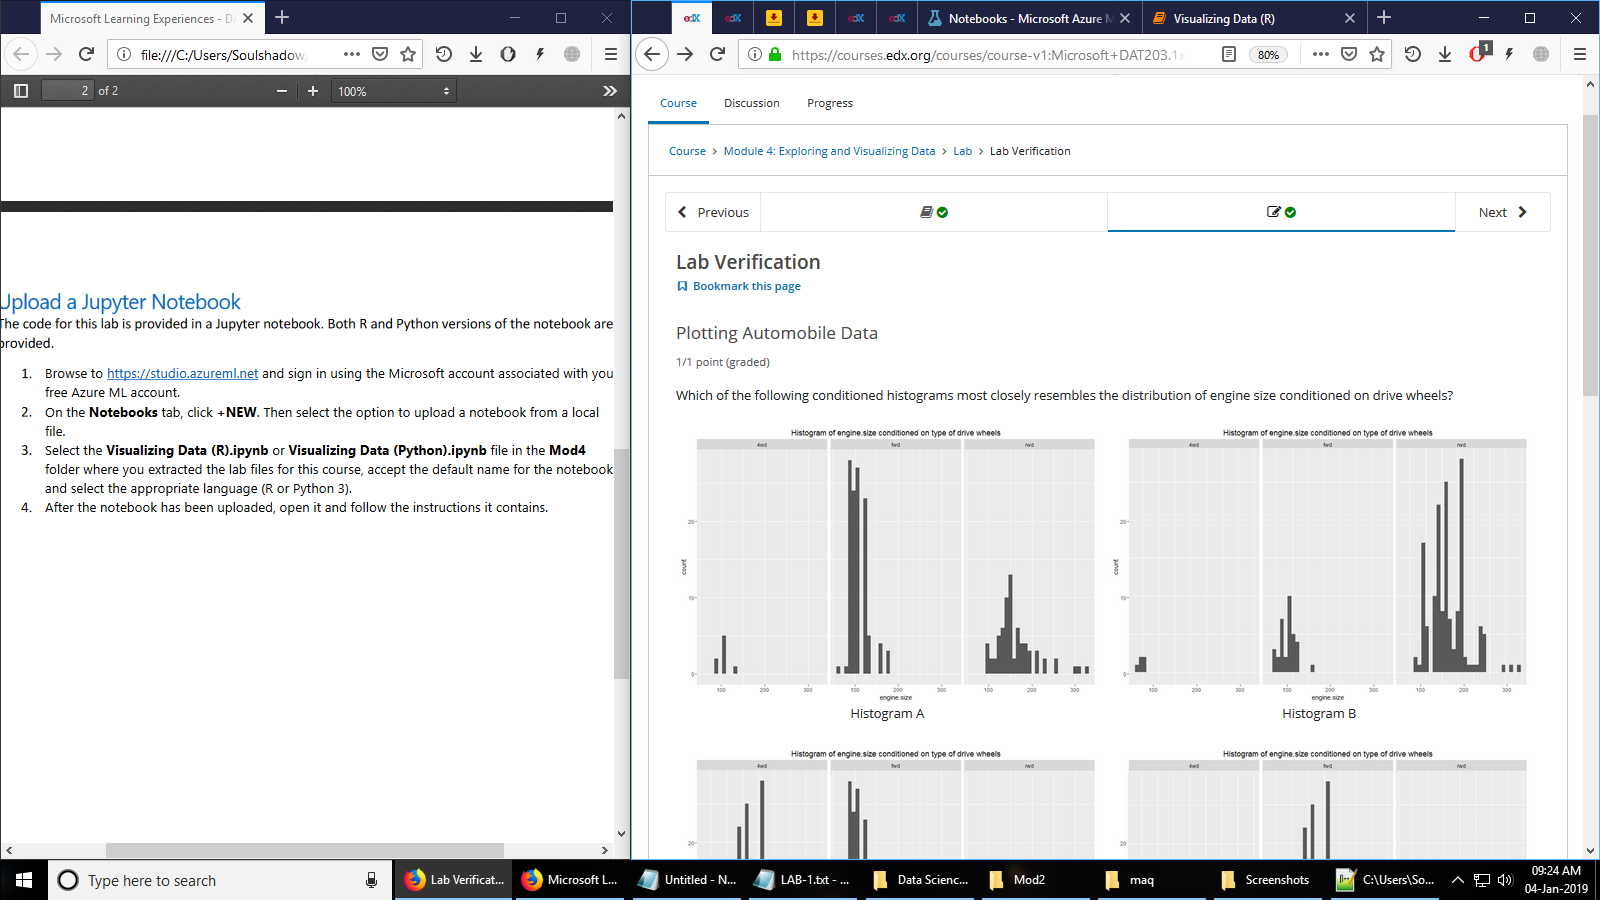 Microsoft Learning Experiences - D
file:///C:/Users/Soulshadow
2 of 2
100%
Upload a Jupyter Notebook
The code for this lab is provided in a Jupyter notebook. Both R and Python versions of the notebook are
provided.
1. Browse to https://studio.azureml.net and sign in using the Microsoft account associated with you
free Azure ML account.
2. On the Notebooks tab, click +NEW. Then select the option to upload a notebook from a local
file.
3. Select the Visualizing Data (R).ipynb or Visualizing Data (Python).ipynb file in the Mod4
folder where you extracted the lab files for this course, accept the default name for the notebook
and select the appropriate language (R or Python 3).
4. After the notebook has been uploaded, open it and follow the instructions it contains.
edX
edX
edX
edX
Notebooks - Microsoft Azure M
Visualizing Data (R)
https://courses.edx.org/courses/course-v1:Microsoft+DAT203.1x
80%
1
Course Discussion Progress
Course > Module 4: Exploring and Visualizing Data > Lab > Lab Verification
Previous
Next
Lab Verification
Bookmark this page
Plotting Automobile Data
1/1 point (graded)
Which of the following conditioned histograms most closely resembles the distribution of engine size conditioned on drive wheels?
Histogram of engine.size conditioned on type of drive wheels
4wd fwd rwd
20
10
0
count
100 200 300 100 200 300 100 200 300
engine.size
Histogram A
Histogram of engine.size conditioned on type of drive wheels
4wd fwd rwd
20
10
0
count
100 200 300 100 200 300 100 200 300
engine.size
Histogram B
Histogram of engine.size conditioned on type of drive wheels
4wd fwd rwd
20
Histogram of engine.size conditioned on type of drive wheels
4wd fwd rwd
20
Type here to search
Lab Verificat...
Microsoft L...
Untitled - N...
LAB-1.txt - ...
Data Scienc...
Mod2
maq
Screenshots
C:\Users\So...
09:24 AM
04-Jan-2019